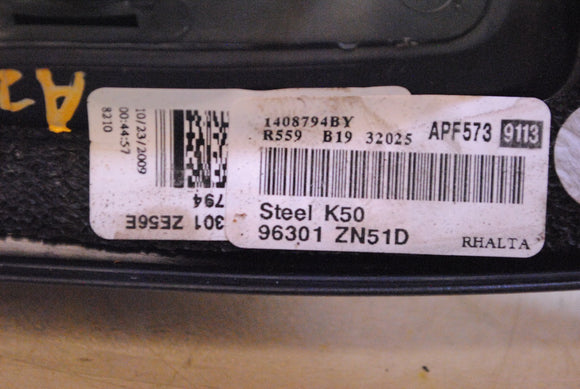 A2
1408794BY
R559 B19 32025
APF573 9113
Steel K50
96301 ZN51D
RHALTA
10/23/2009
00:44:57
8210
794
301 ZE56E